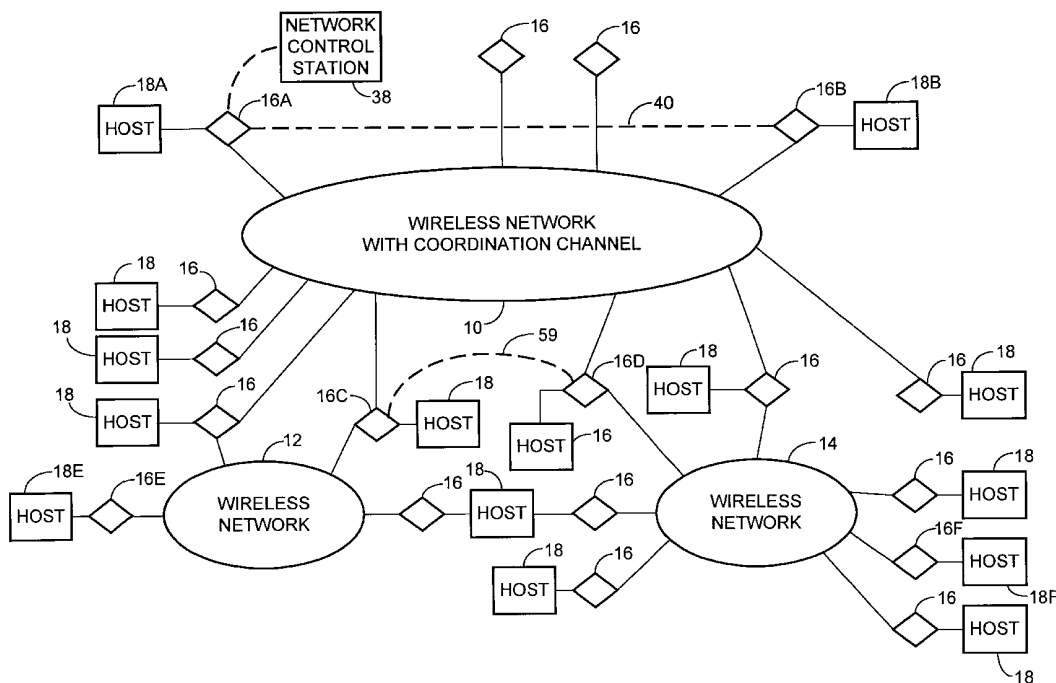 NETWORK
CONTROL
STATION
16
16
18A
16A
38
16B
18B
HOST
40
HOST
WIRELESS NETWORK
WITH COORDINATION CHANNEL
18
16
HOST
18
16
10
59
HOST
18
16
16C
18
16D
18
16
16
18
HOST
HOST
HOST
HOST
12
HOST
16
14
18E
16E
18
16
16
18
HOST
WIRELESS
NETWORK
16
HOST
WIRELESS
NETWORK
HOST
16F
18
16
HOST
HOST
18F
16
HOST
18